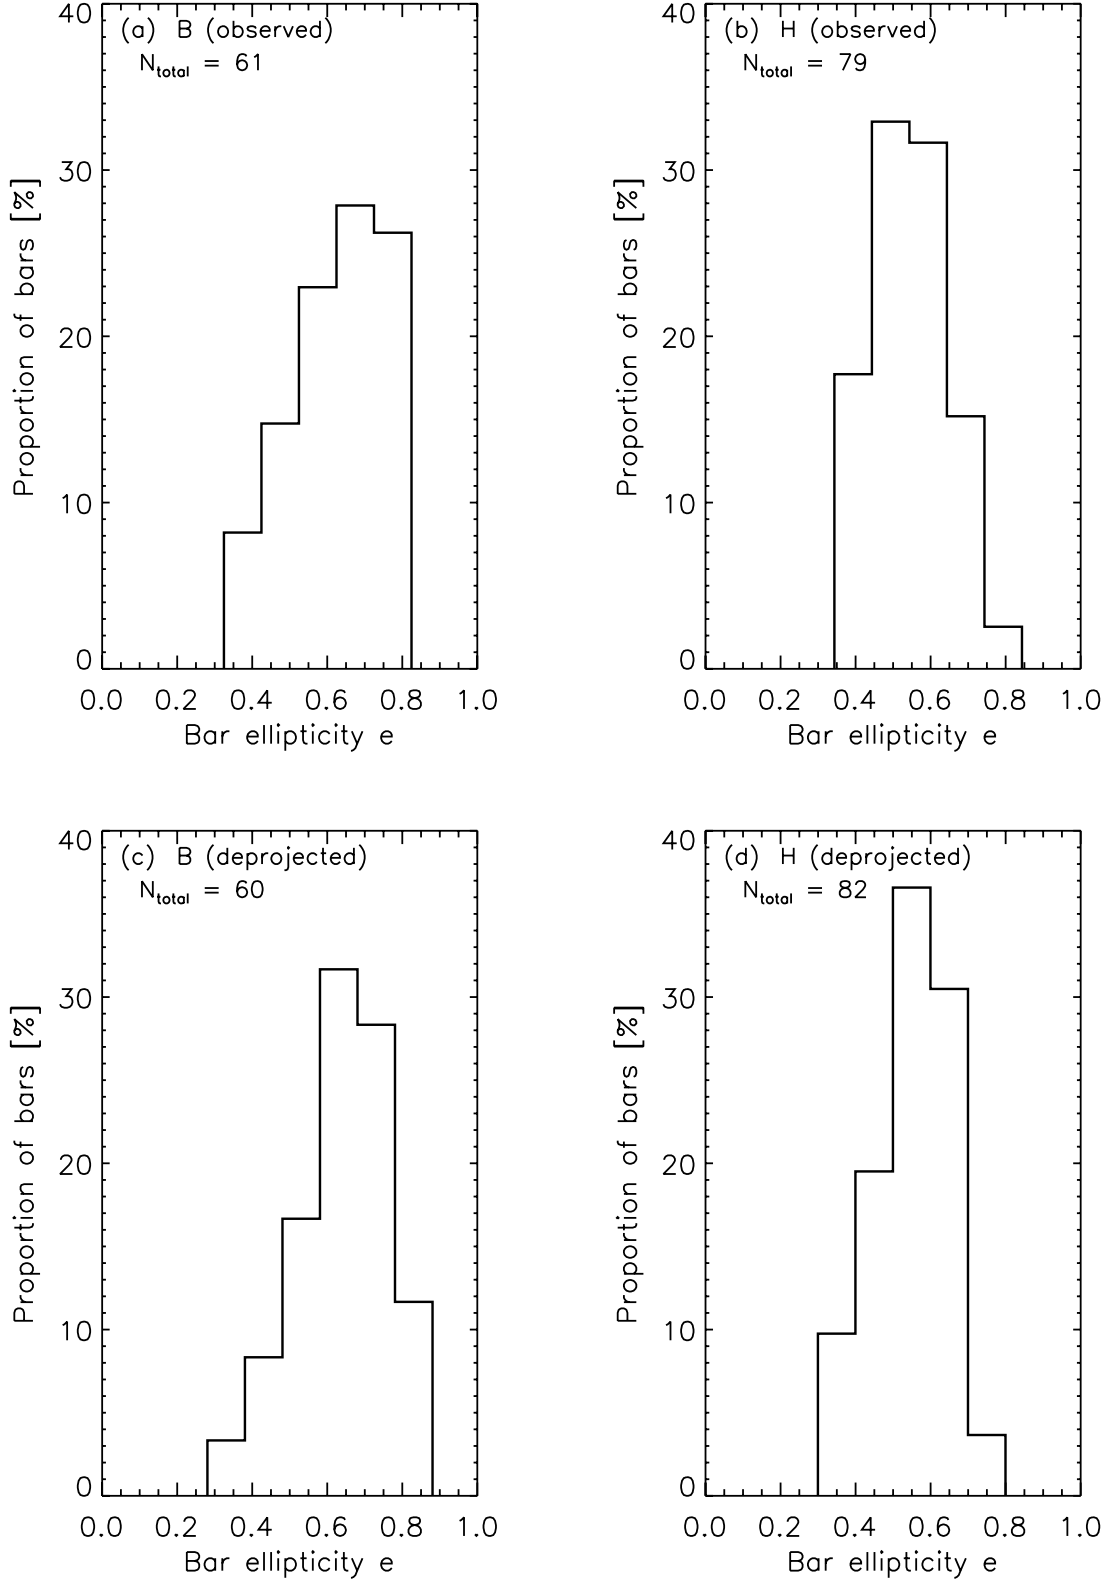 (a) B (observed)
N_total = 61
40
30
20
10
0
Proportion of bars [%]
0.0 0.2 0.4 0.6 0.8 1.0
Bar ellipticity e
(b) H (observed)
N_total = 79
40
30
20
10
0
Proportion of bars [%]
0.0 0.2 0.4 0.6 0.8 1.0
Bar ellipticity e
(c) B (deprojected)
N_total = 60
40
30
20
10
0
Proportion of bars [%]
0.0 0.2 0.4 0.6 0.8 1.0
Bar ellipticity e
(d) H (deprojected)
N_total = 82
40
30
20
10
0
Proportion of bars [%]
0.0 0.2 0.4 0.6 0.8 1.0
Bar ellipticity e